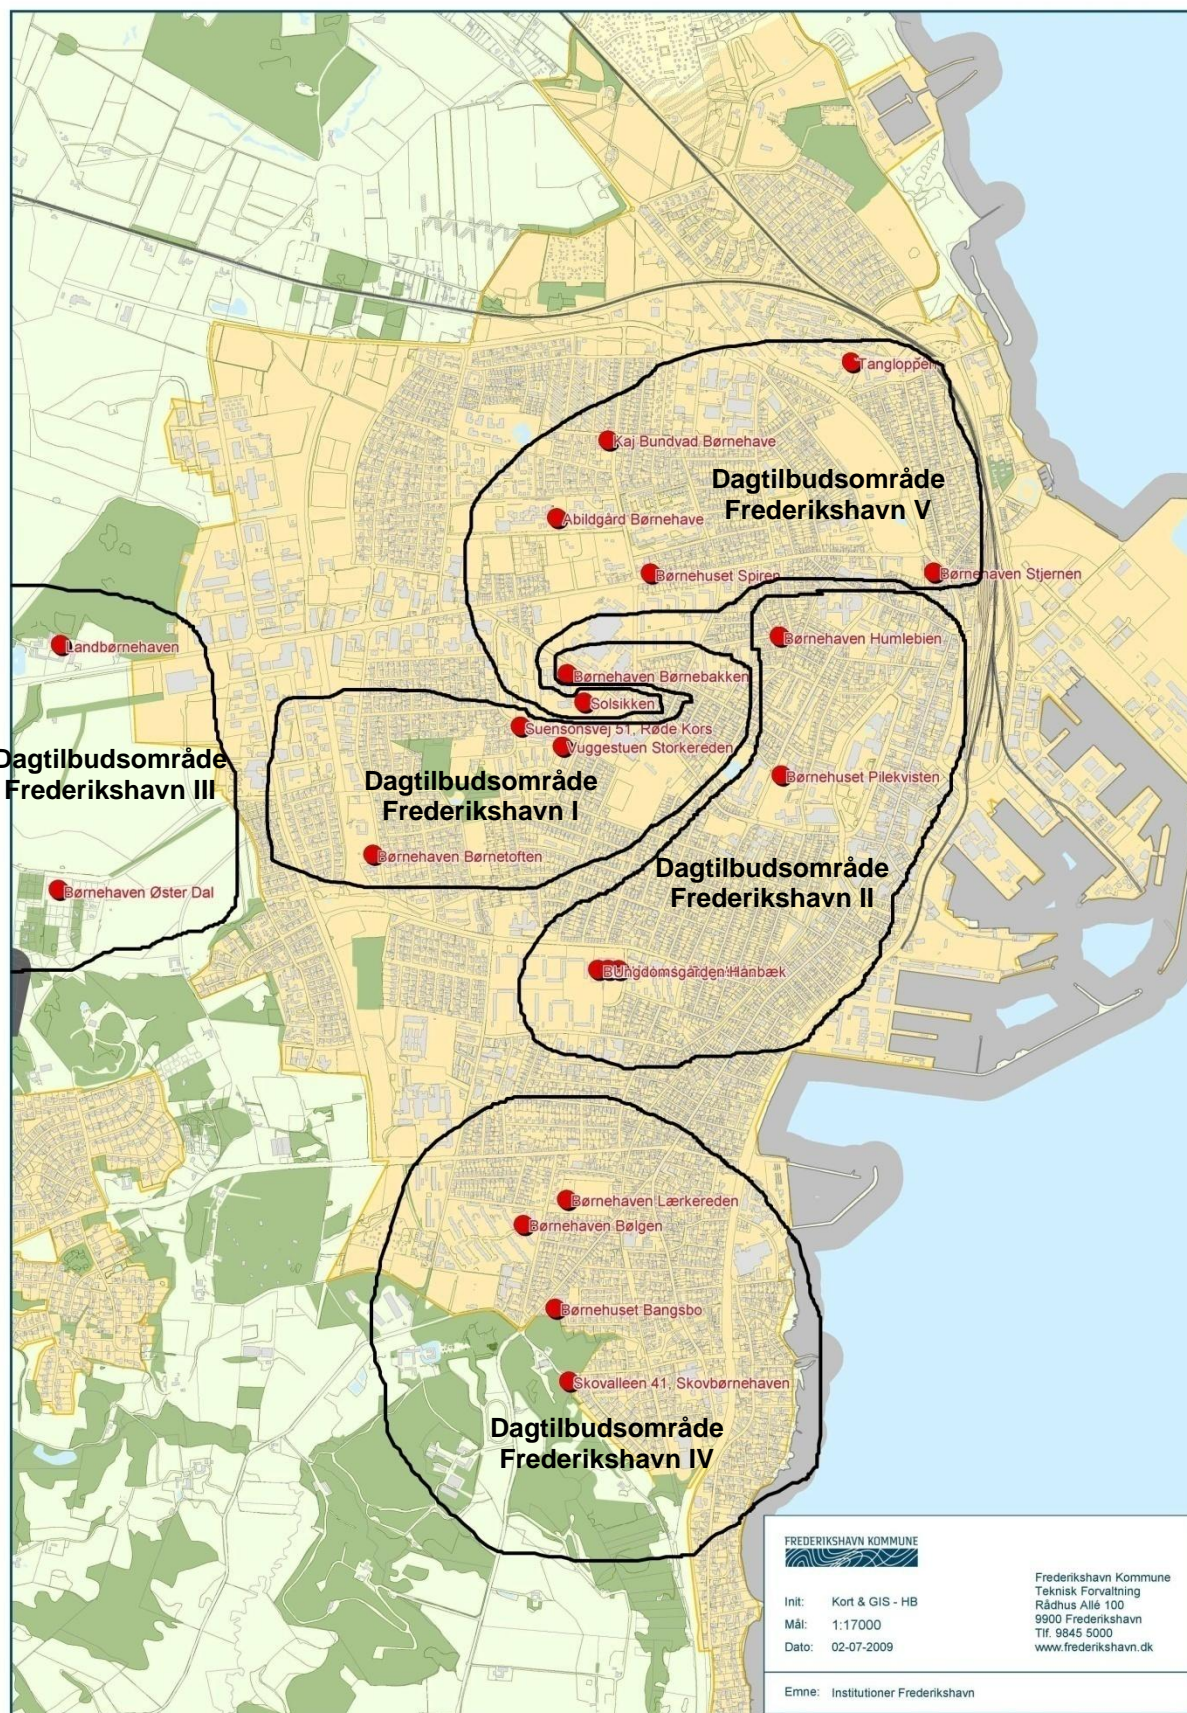 Tangloppen
Kaj Bundvad Børnehave
Dagtilbudsområde
Frederikshavn V
Abildgård Børnehave
Børnehuset Spiren
Børnehaven Stjernen
Børnehaven Humlebien
Landbørnehaven
Børnehaven Børnebakken
Solsikken
Suensonsvej 51, Røde Kors
Vuggestuen Storkereden
Dagtilbudsområde
Frederikshavn III
Dagtilbudsområde
Frederikshavn I
Børnehuset Pilekvisten
Børnehaven Børnetoften
Dagtilbudsområde
Frederikshavn II
Børnehaven Øster Dal
Ungdomsgården Hånbæk
Børnehaven Lærkereden
Børnehaven Bølgen
Børnehuset Bangsbo
Skovalleen 41, Skovbørnehaven
Dagtilbudsområde
Frederikshavn IV
FREDERIKSHAVN KOMMUNE
Init: Kort & GIS - HB
Mål: 1:17000
Dato: 02-07-2009
Frederikshavn Kommune
Teknisk Forvaltning
Rådhus Allé 100
9900 Frederikshavn
Tlf. 9845 5000
www.frederikshavn.dk
Emne: Institutioner Frederikshavn